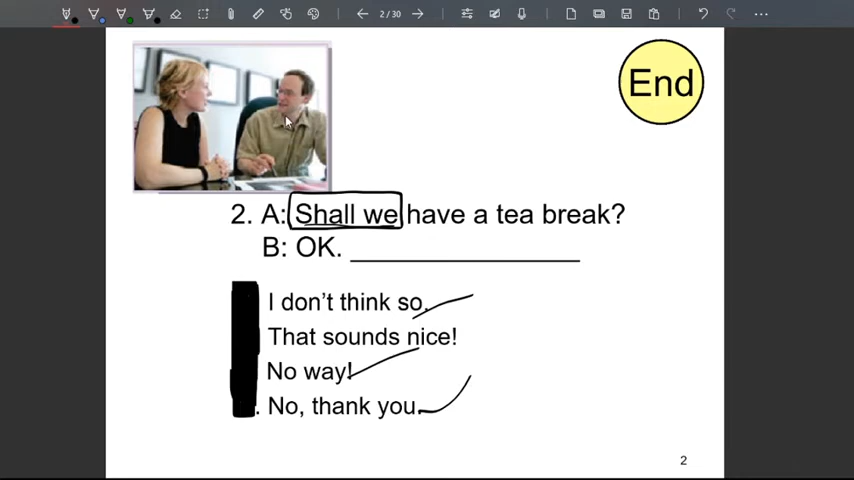 2 / 30
End
2. A: Shall we have a tea break?
B: OK. ____________________
I don't think so.
That sounds nice!
No way!
. No, thank you.
2